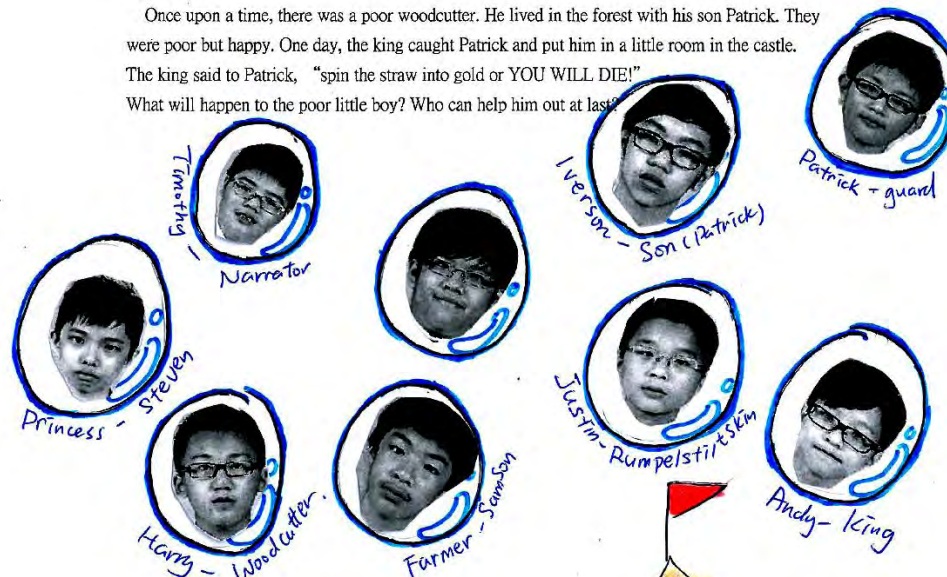 Once upon a time, there was a poor woodcutter. He lived in the forest with his son Patrick. They
were poor but happy. One day, the king caught Patrick and put him in a little room in the castle.
The king said to Patrick, “spin the straw into gold or YOU WILL DIE!”
What will happen to the poor little boy? Who can help him out at last?
Timothy - Narrator
Iverson - Son (Patrick)
Patrick - guard
Princess - Steven
Harry - Woodcutter.
Farmer - Samson
Justin - Rumpelstiltskin
Andy - King